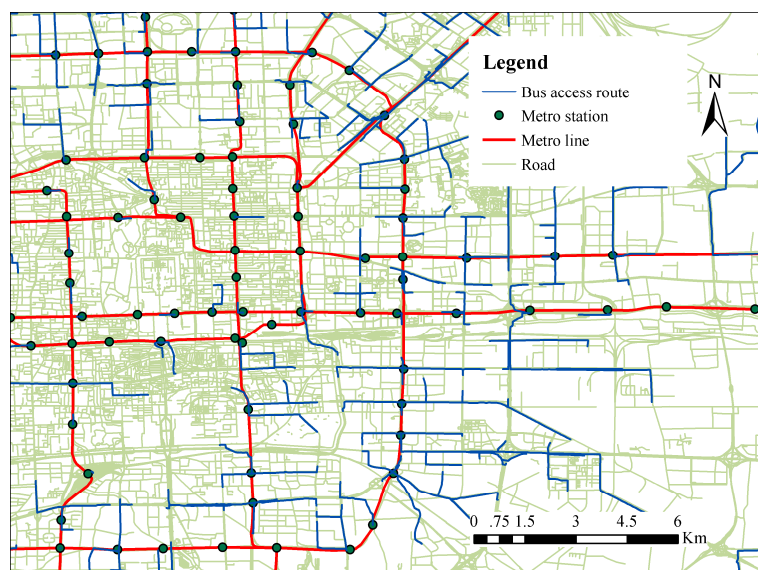 Legend
Bus access route
Metro station
Metro line
Road
N
0 .75 1.5 3 4.5 6
Km